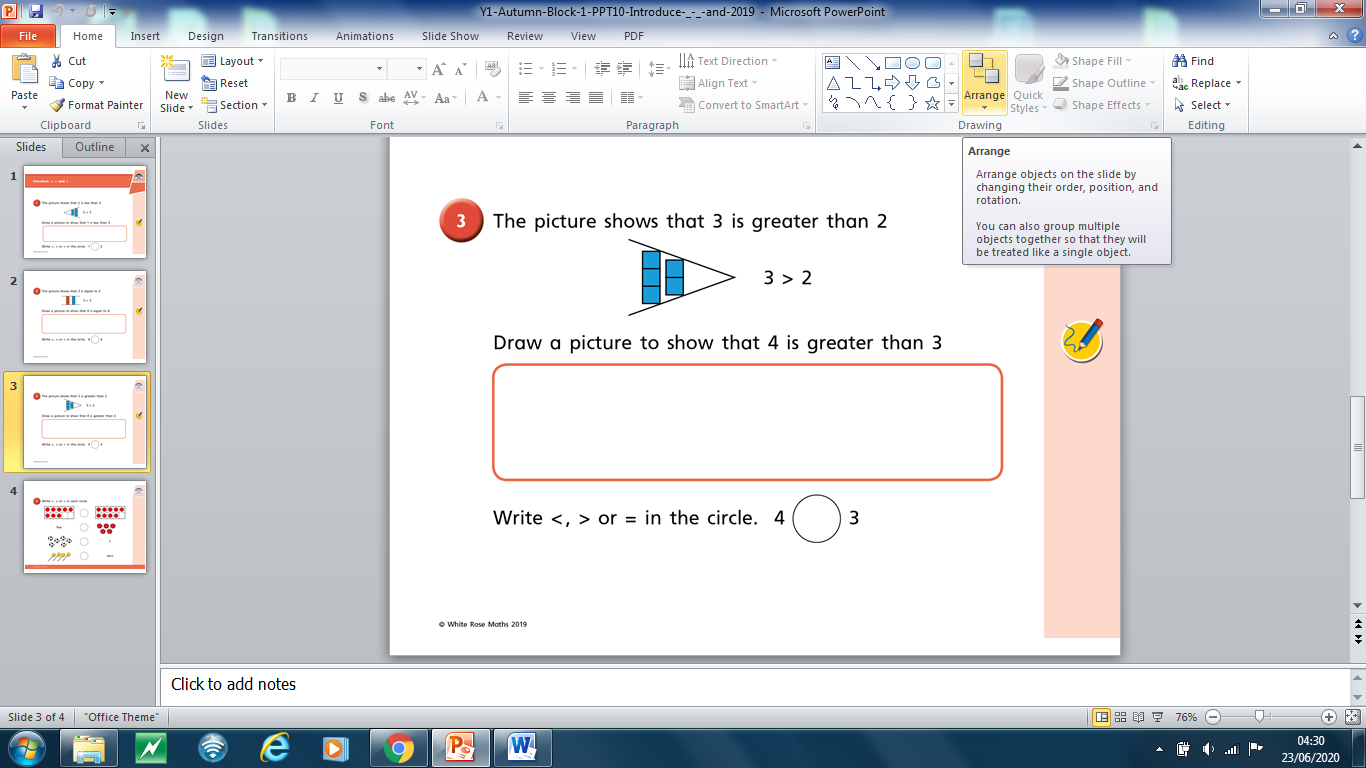 Y1-Autumn-Block-1-PPT10-Introduce-_-_-and-2019 - Microsoft PowerPoint
File Home Insert Design Transitions Animations Slide Show Review View PDF
Paste
Cut
Copy
Format Painter
Clipboard
New Slide
Layout
Reset
Section
Slides
Font
Text Direction
Align Text
Convert to SmartArt
Paragraph
Arrange
Quick Styles
Shape Fill
Shape Outline
Shape Effects
Drawing
Find
Replace
Select
Editing
Slides Outline
Arrange
Arrange objects on the slide by
changing their order, position, and
rotation.
You can also group multiple
objects together so that they will
be treated like a single object.
1
2
3
4
3 The picture shows that 3 is greater than 2
3 > 2
Draw a picture to show that 4 is greater than 3
Write <, > or = in the circle. 4 3
© White Rose Maths 2019
Click to add notes
Slide 3 of 4 "Office Theme" 76%
04:30
23/06/2020